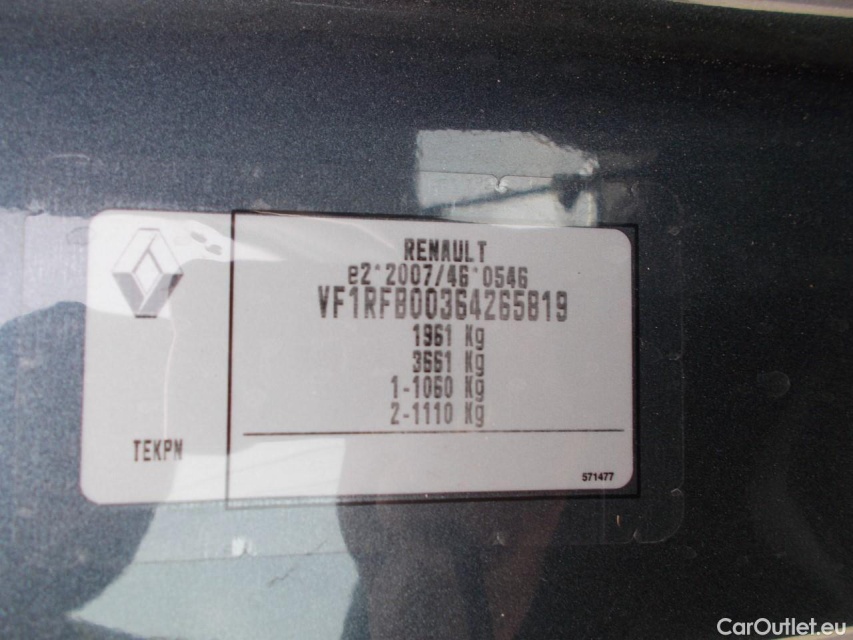 RENAULT
e2*2007/46*0546
VF1RFB00364265819
1961 Kg
3661 Kg
1-1060 Kg
2-1110 Kg
TEKPN
571477
CarOutlet.eu